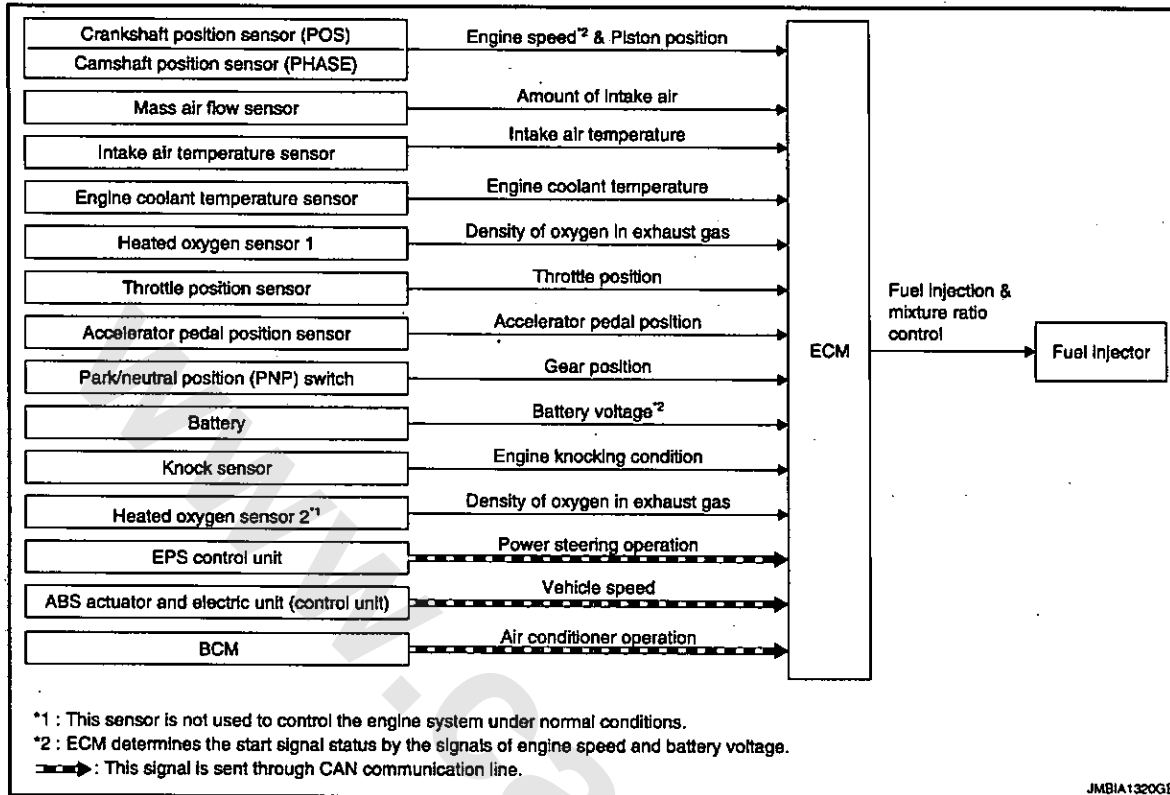 Crankshaft position sensor (POS)
Engine speed*2 & Piston position
Camshaft position sensor (PHASE)
Mass air flow sensor
Amount of intake air
Intake air temperature sensor
Intake air temperature
Engine coolant temperature sensor
Engine coolant temperature
Heated oxygen sensor 1
Density of oxygen in exhaust gas
Throttle position sensor
Throttle position
Accelerator pedal position sensor
Accelerator pedal position
Park/neutral position (PNP) switch
Gear position
Battery
Battery voltage*2
Knock sensor
Engine knocking condition
Heated oxygen sensor 2*1
Density of oxygen in exhaust gas
EPS control unit
Power steering operation
ABS actuator and electric unit (control unit)
Vehicle speed
BCM
Air conditioner operation
ECM
Fuel injection &
mixture ratio
control
Fuel injector
*1 : This sensor is not used to control the engine system under normal conditions.
*2 : ECM determines the start signal status by the signals of engine speed and battery voltage.
: This signal is sent through CAN communication line.
JMBIA1320GB
www.ca